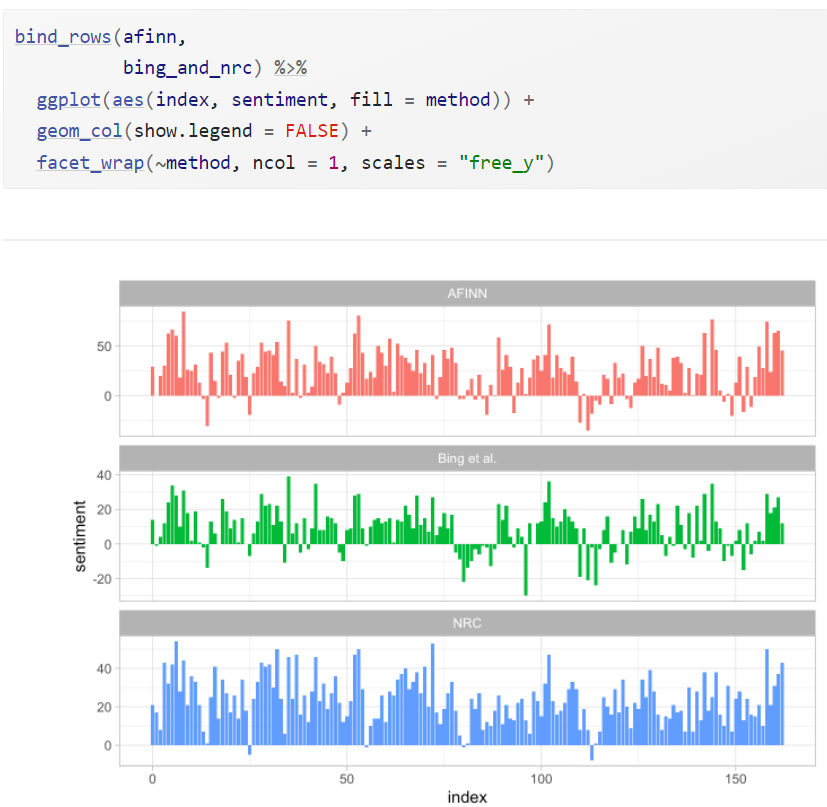 bind_rows(afinn,
bing_and_nrc) %>%
ggplot(aes(index, sentiment, fill = method)) +
geom_col(show.legend = FALSE) +
facet_wrap(~method, ncol = 1, scales = "free_y")
AFINN
50
0
Bing et al.
40
20
0
-20
sentiment
NRC
40
20
0
0
50
100
150
index